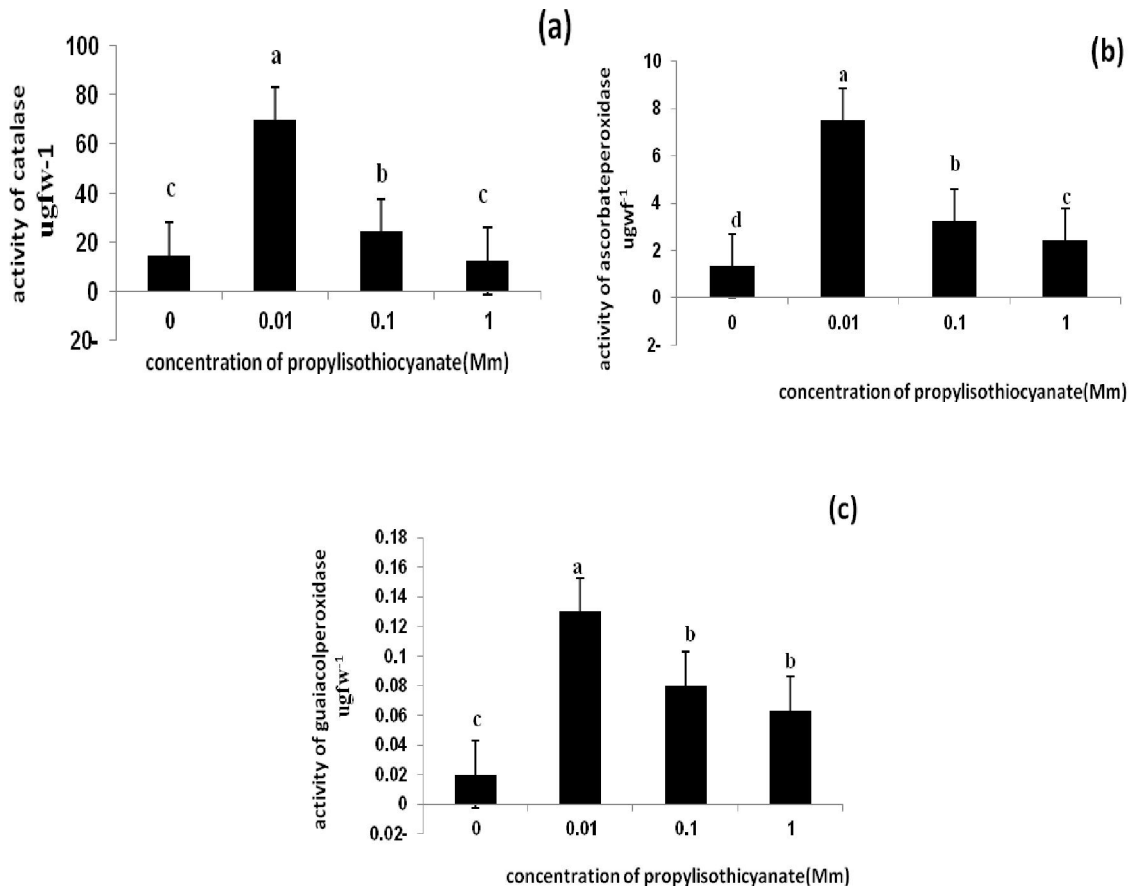 (a)
activity of catalase
ugfw-1
100
80
60
40
20
0
20-
c
a
b
c
0 0.01 0.1 1
concentration of propylisothiocyanate(Mm)
(b)
activity of ascorbateperoxidase
ugwf-1
10
8
6
4
2
0
2-
d
a
b
c
0 0.01 0.1 1
concentration of propylisothiocyanate(Mm)
(c)
activity of guaiacolperoxidase
ugfw-1
0.18
0.16
0.14
0.12
0.1
0.08
0.06
0.04
0.02
0
0.02-
c
a
b
b
0 0.01 0.1 1
concentration of propylisothicyanate(Mm)